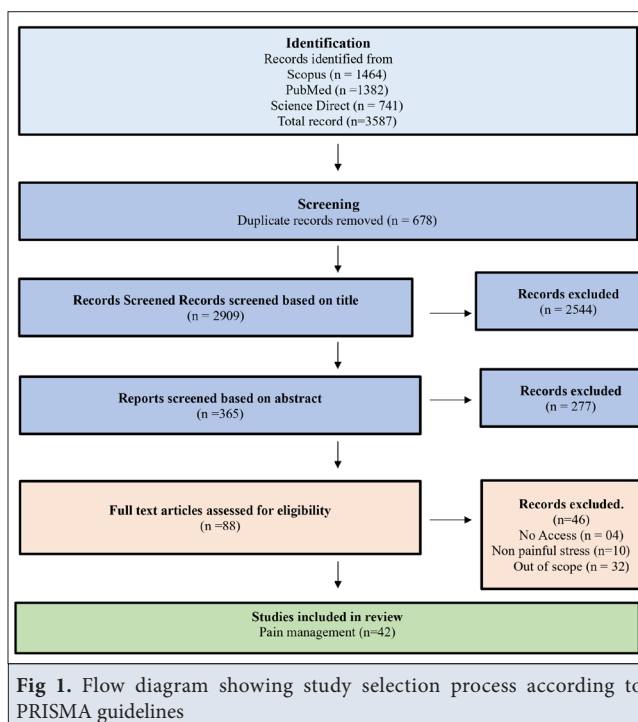 Identification
Records identified from
Scopus (n = 1464)
PubMed (n =1382)
Science Direct (n = 741)
Total record (n=3587)
Screening
Duplicate records removed (n = 678)
Records Screened Records screened based on title
(n = 2909)
Records excluded
(n = 2544)
Reports screened based on abstract
(n =365)
Records excluded
(n = 277)
Full text articles assessed for eligibility
(n =88)
Records excluded.
(n=46)
No Access (n = 04)
Non painful stress (n=10)
Out of scope (n = 32)
Studies included in review
Pain management (n=42)
Fig 1. Flow diagram showing study selection process according to
PRISMA guidelines